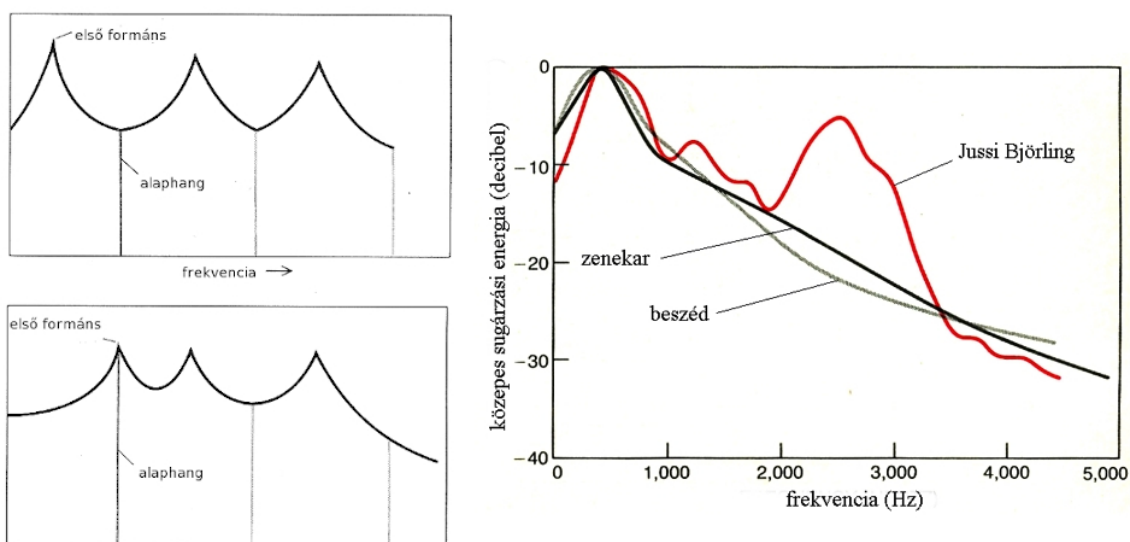 első formáns
alaphang
frekvencia →
első formáns
alaphang
közepes sugárzási energia (decibel)
0
−10
−20
−30
−40
Jussi Björling
zenekar
beszéd
0
1,000
2,000
3,000
4,000
5,000
frekvencia (Hz)